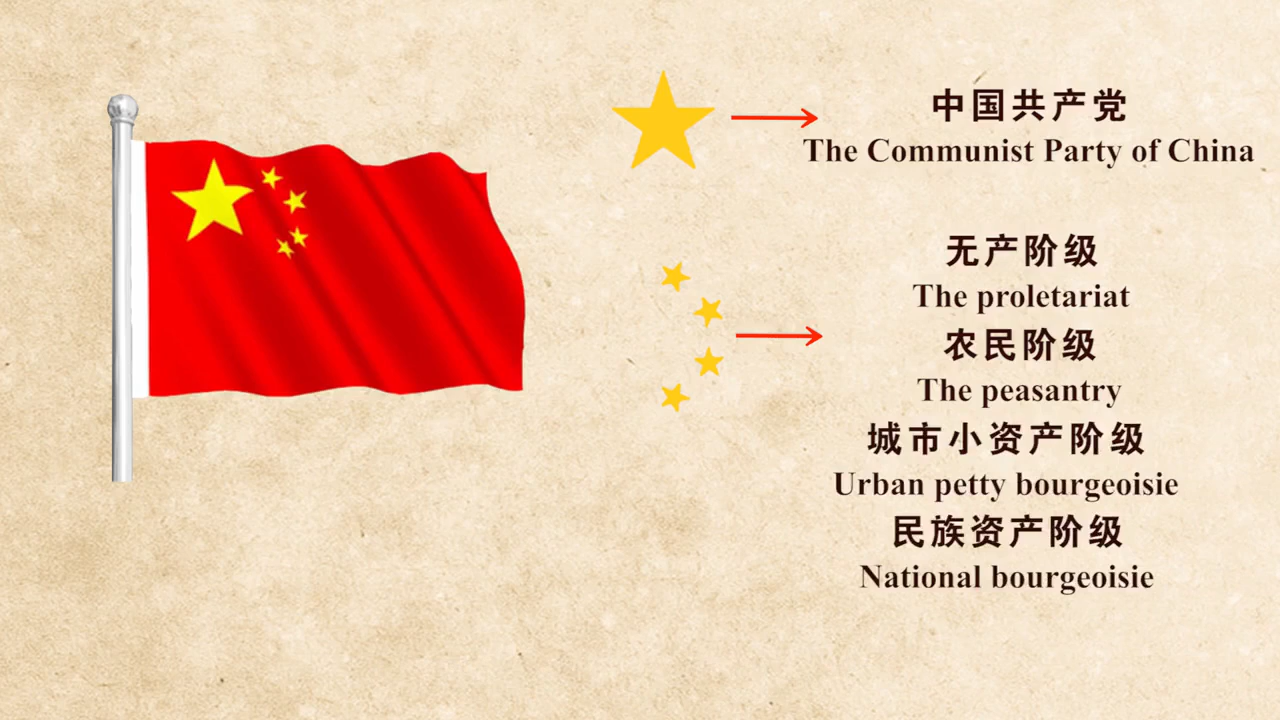 中国共产党
The Communist Party of China
无产阶级
The proletariat
农民阶级
The peasantry
城市小资产阶级
Urban petty bourgeoisie
民族资产阶级
National bourgeoisie